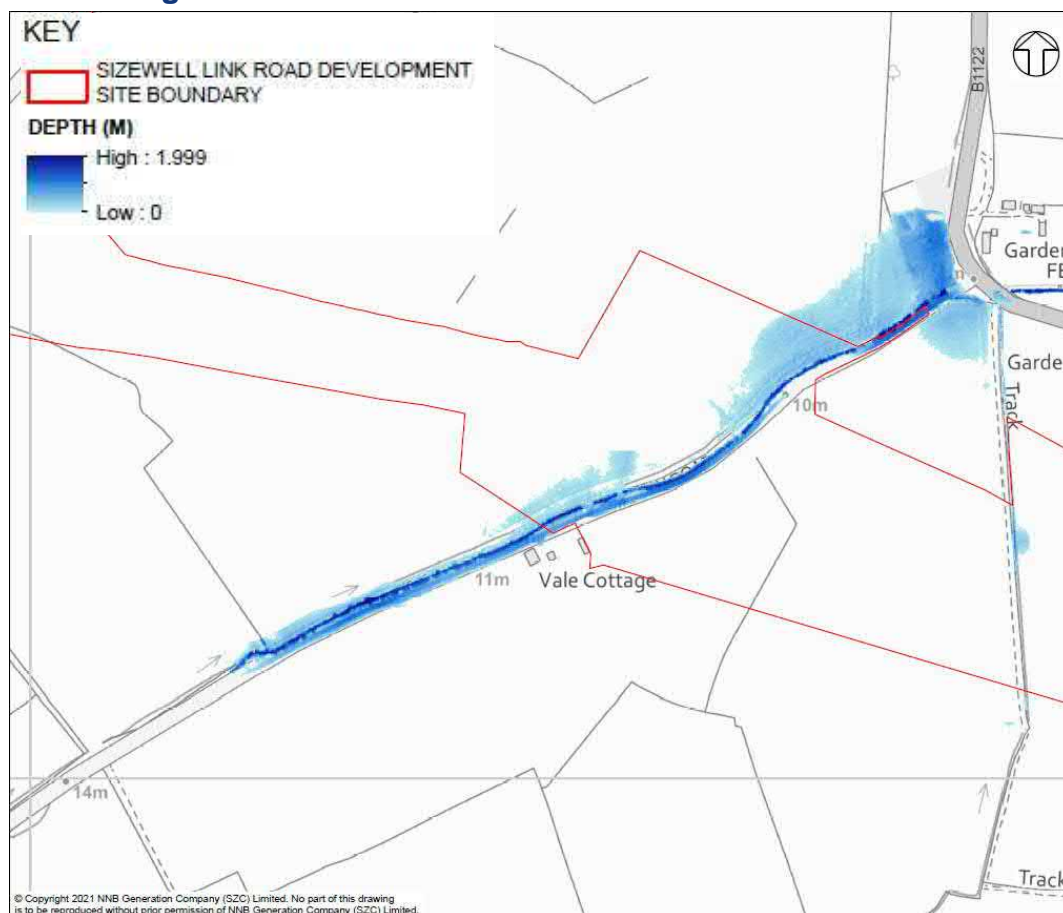 KEY
SIZEWELL LINK ROAD DEVELOPMENT
SITE BOUNDARY
DEPTH (M)
High : 1.999
Low : 0
B1122
Garden
FB
Garde
Track
10m
11m
Vale Cottage
14m
Track
© Copyright 2021 NNB Generation Company (SZC) Limited. No part of this drawing
is to be reproduced without prior permission of NNB Generation Company (SZC) Limited.